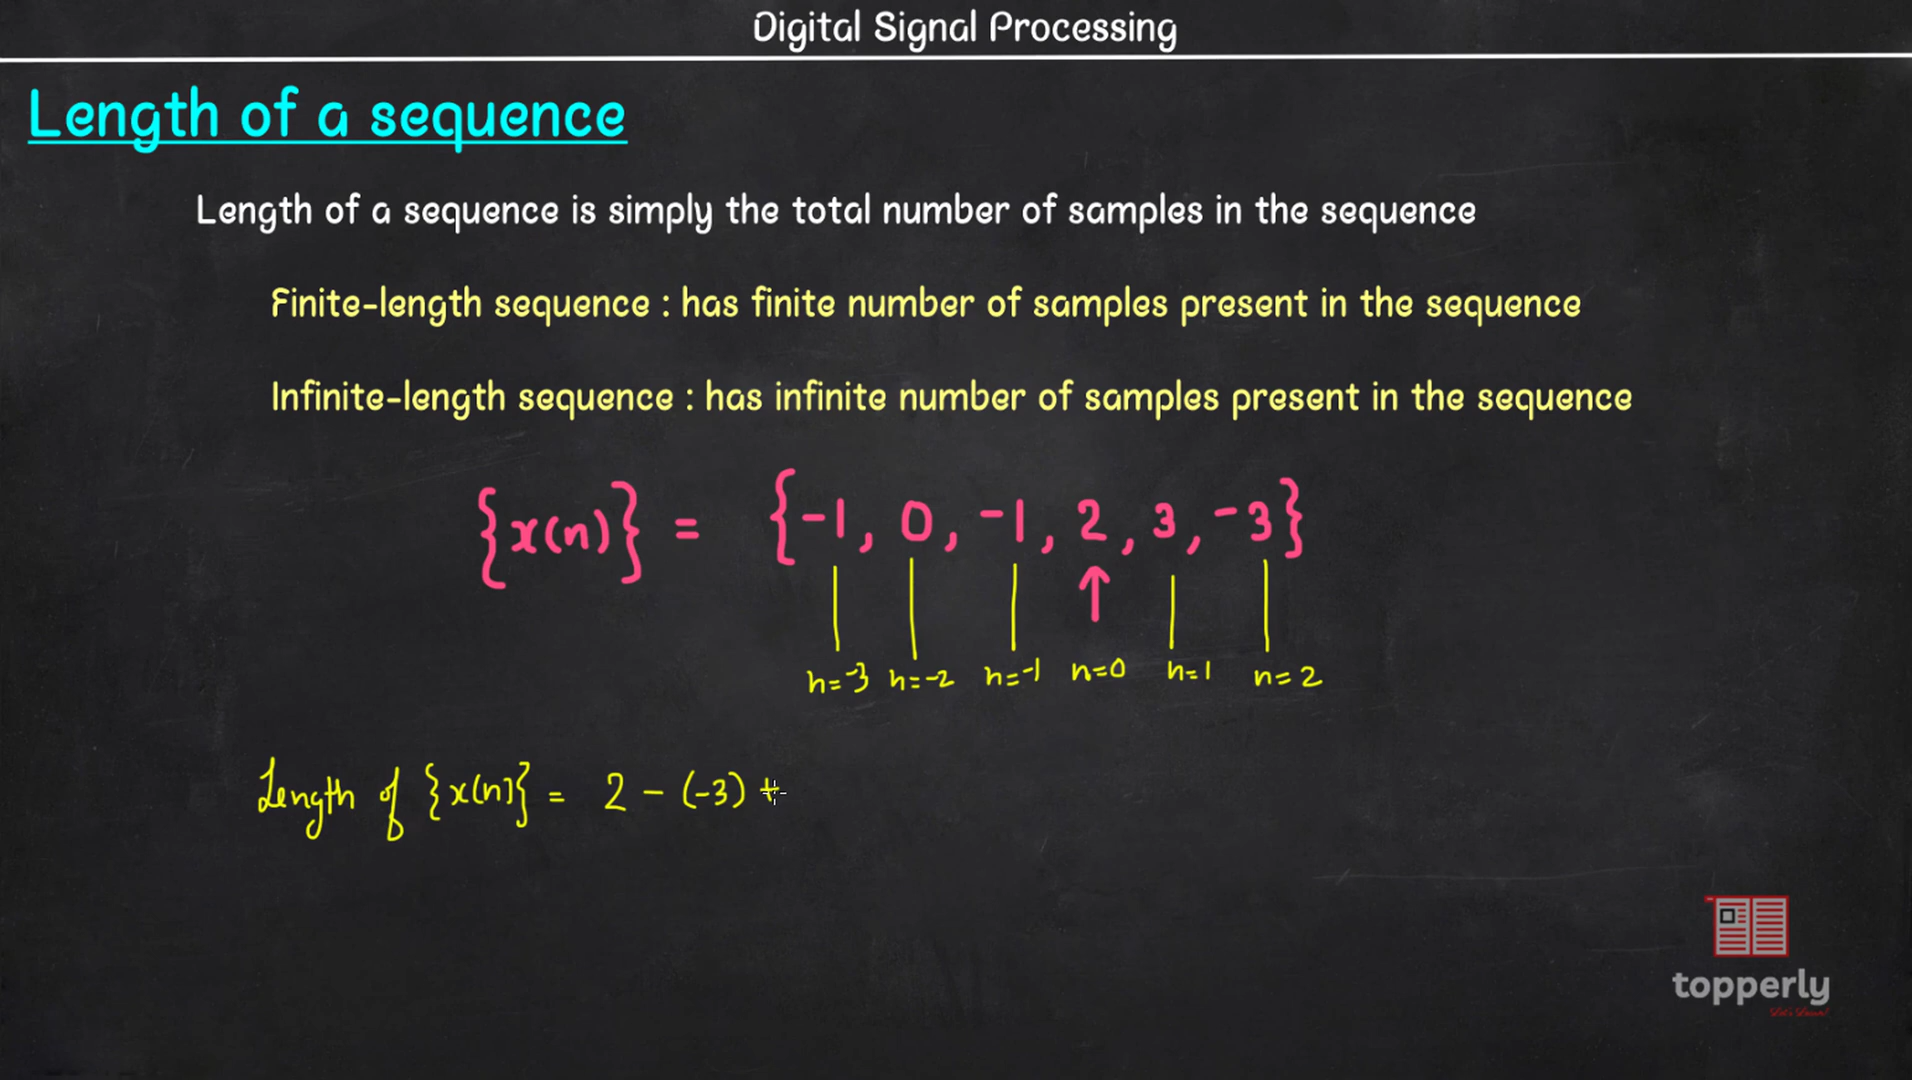 Digital Signal Processing
Length of a sequence
Length of a sequence is simply the total number of samples in the sequence
Finite-length sequence : has finite number of samples present in the sequence
Infinite-length sequence : has infinite number of samples present in the sequence
{x(n)} = {-1, 0, -1, 2, 3, -3}
↑
n=-3 n=-2 n=-1 n=0 n=1 n=2
Length of {x(n)} = 2 - (-3) +
topperly
Let's Learn!